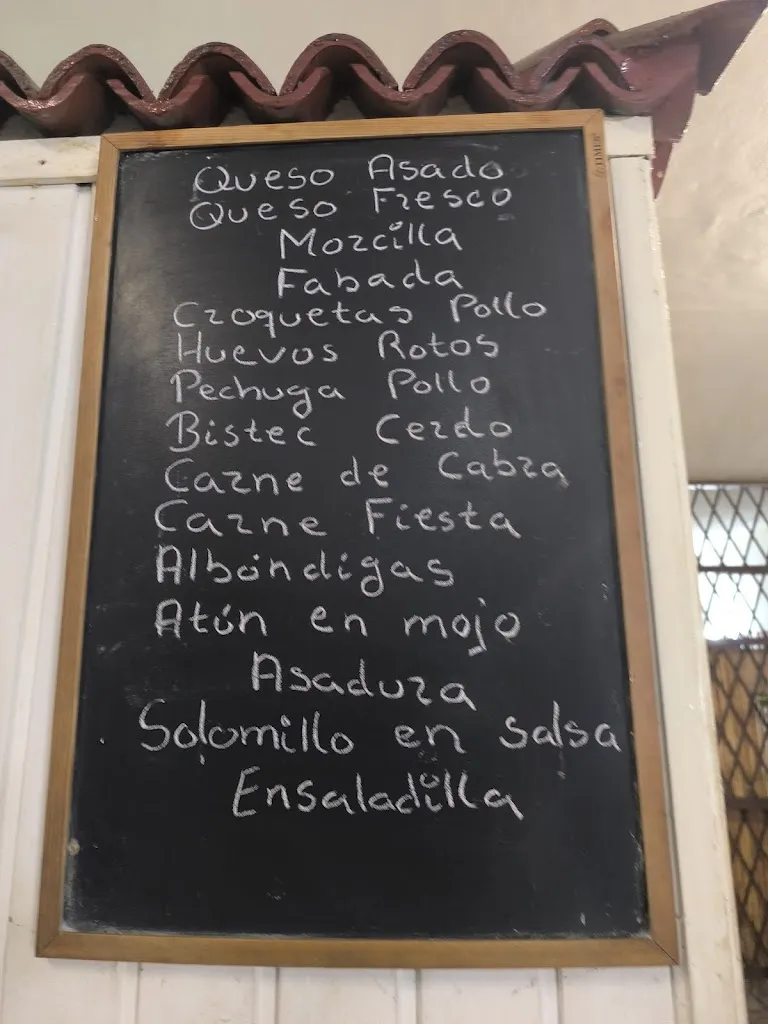 Queso Asado
Queso Fresco
Morcilla
Fabada
Croquetas Pollo
Huevos Rotos
Pechuga Pollo
Bistec Cerdo
Carne de Cabra
Carne Fiesta
Albóndigas
Atún en mojo
Asadura
Solomillo en salsa
Ensaladilla